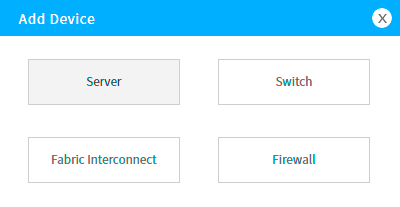 Add Device
X
Server
Switch
Fabric Interconnect
Firewall